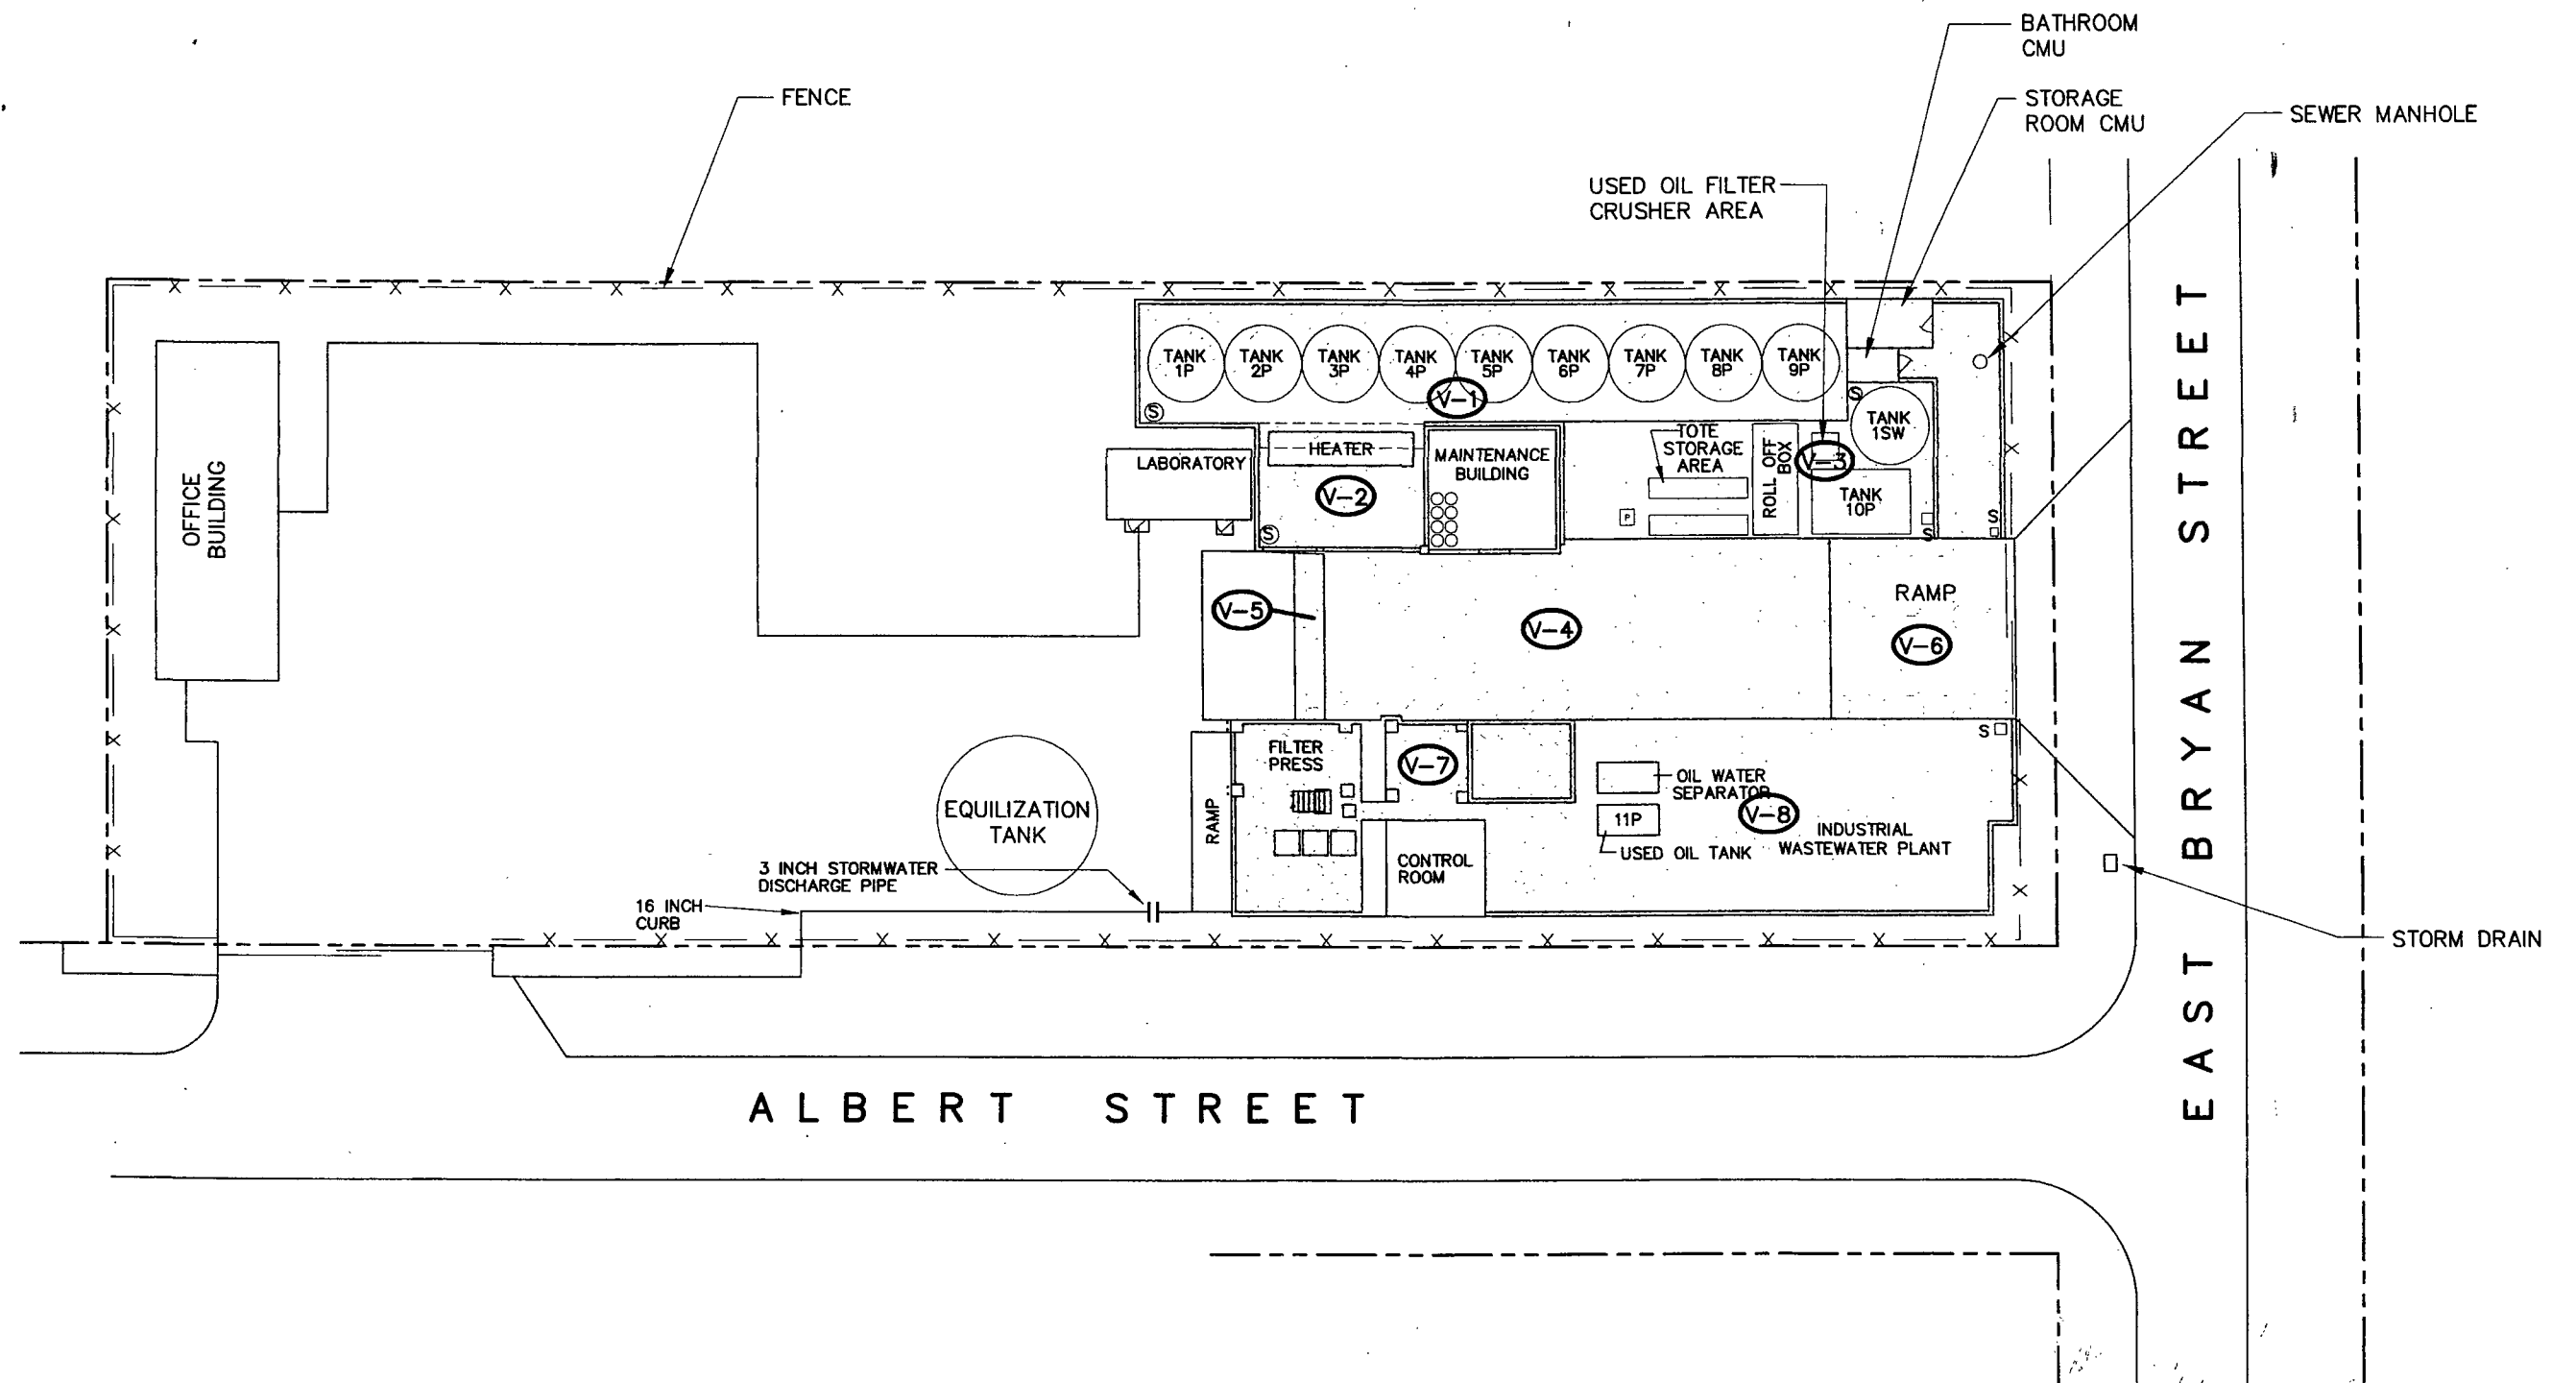 BATHROOM
CMU
FENCE
STORAGE
ROOM CMU
SEWER MANHOLE
USED OIL FILTER
CRUSHER AREA
TANK
1P
TANK
2P
TANK
3P
TANK
4P
TANK
5P
TANK
6P
TANK
7P
TANK
8P
TANK
9P
V-1
S
S
TANK
1SW
LABORATORY
HEATER
V-2
S
MAINTENANCE
BUILDING
TOTE
STORAGE
AREA
P
ROLL OFF
BOX
V-3
TANK
10P
S
S
OFFICE
BUILDING
V-5
V-4
RAMP
V-6
EAST BRYAN STREET
FILTER
PRESS
V-7
S
OIL WATER
SEPARATOR
V-8
11P
USED OIL TANK
INDUSTRIAL
WASTEWATER PLANT
EQUILIZATION
TANK
RAMP
CONTROL
ROOM
3 INCH STORMWATER
DISCHARGE PIPE
16 INCH
CURB
STORM DRAIN
ALBERT STREET